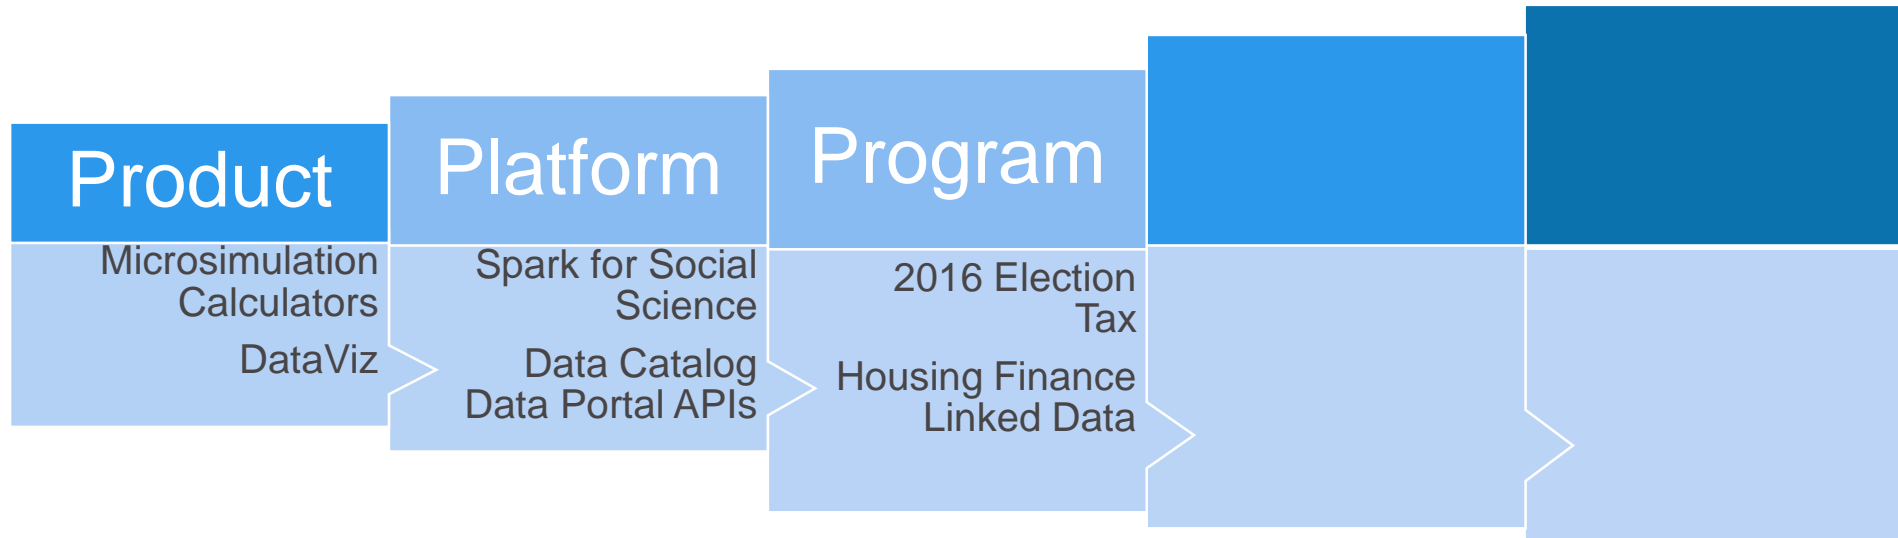 Product
Microsimulation
Calculators
DataViz
Platform
Spark for Social
Science
Data Catalog
Data Portal APIs
Program
2016 Election
Tax
Housing Finance
Linked Data